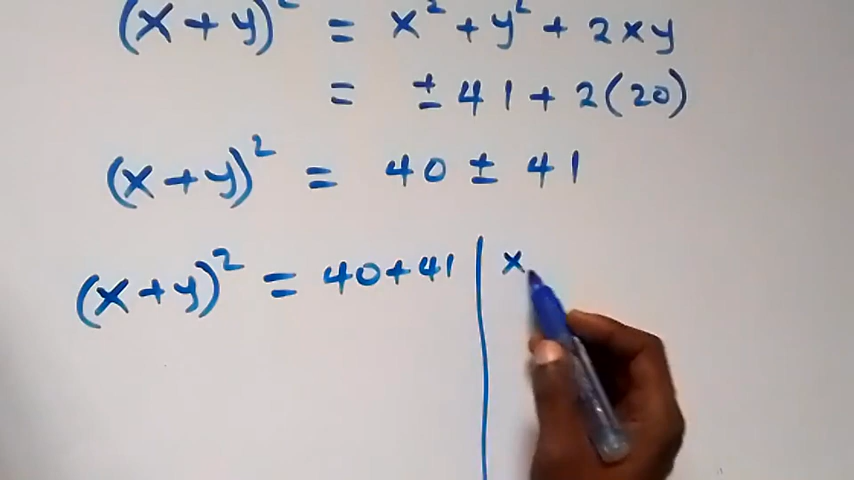 (x + y)² = x² + y² + 2xy
= ± 41 + 2(20)
(x + y)² = 40 ± 41
(x + y)² = 40 + 41 | x